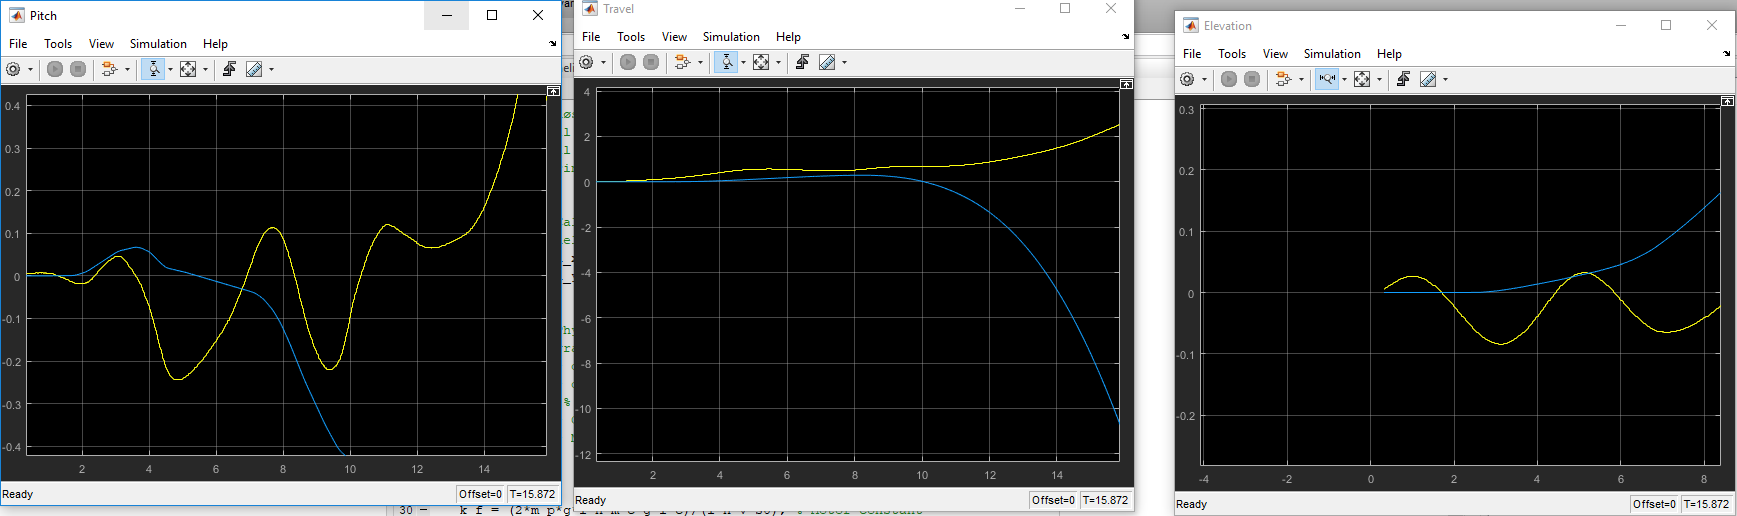 Pitch
File Tools View Simulation Help
0.4
0.3
0.2
0.1
0
-0.1
-0.2
-0.3
-0.4
2 4 6 8 10 12 14
Ready Offset=0 T=15.872
Travel
File Tools View Simulation Help
4
2
0
-2
-4
-6
-8
-10
-12
2 4 6 8 10 12 14
Ready Offset=0 T=15.872
Elevation
File Tools View Simulation Help
0.3
0.2
0.1
0
-0.1
-0.2
-4 -2 0 2 4 6 8
Ready Offset=0 T=15.872
30